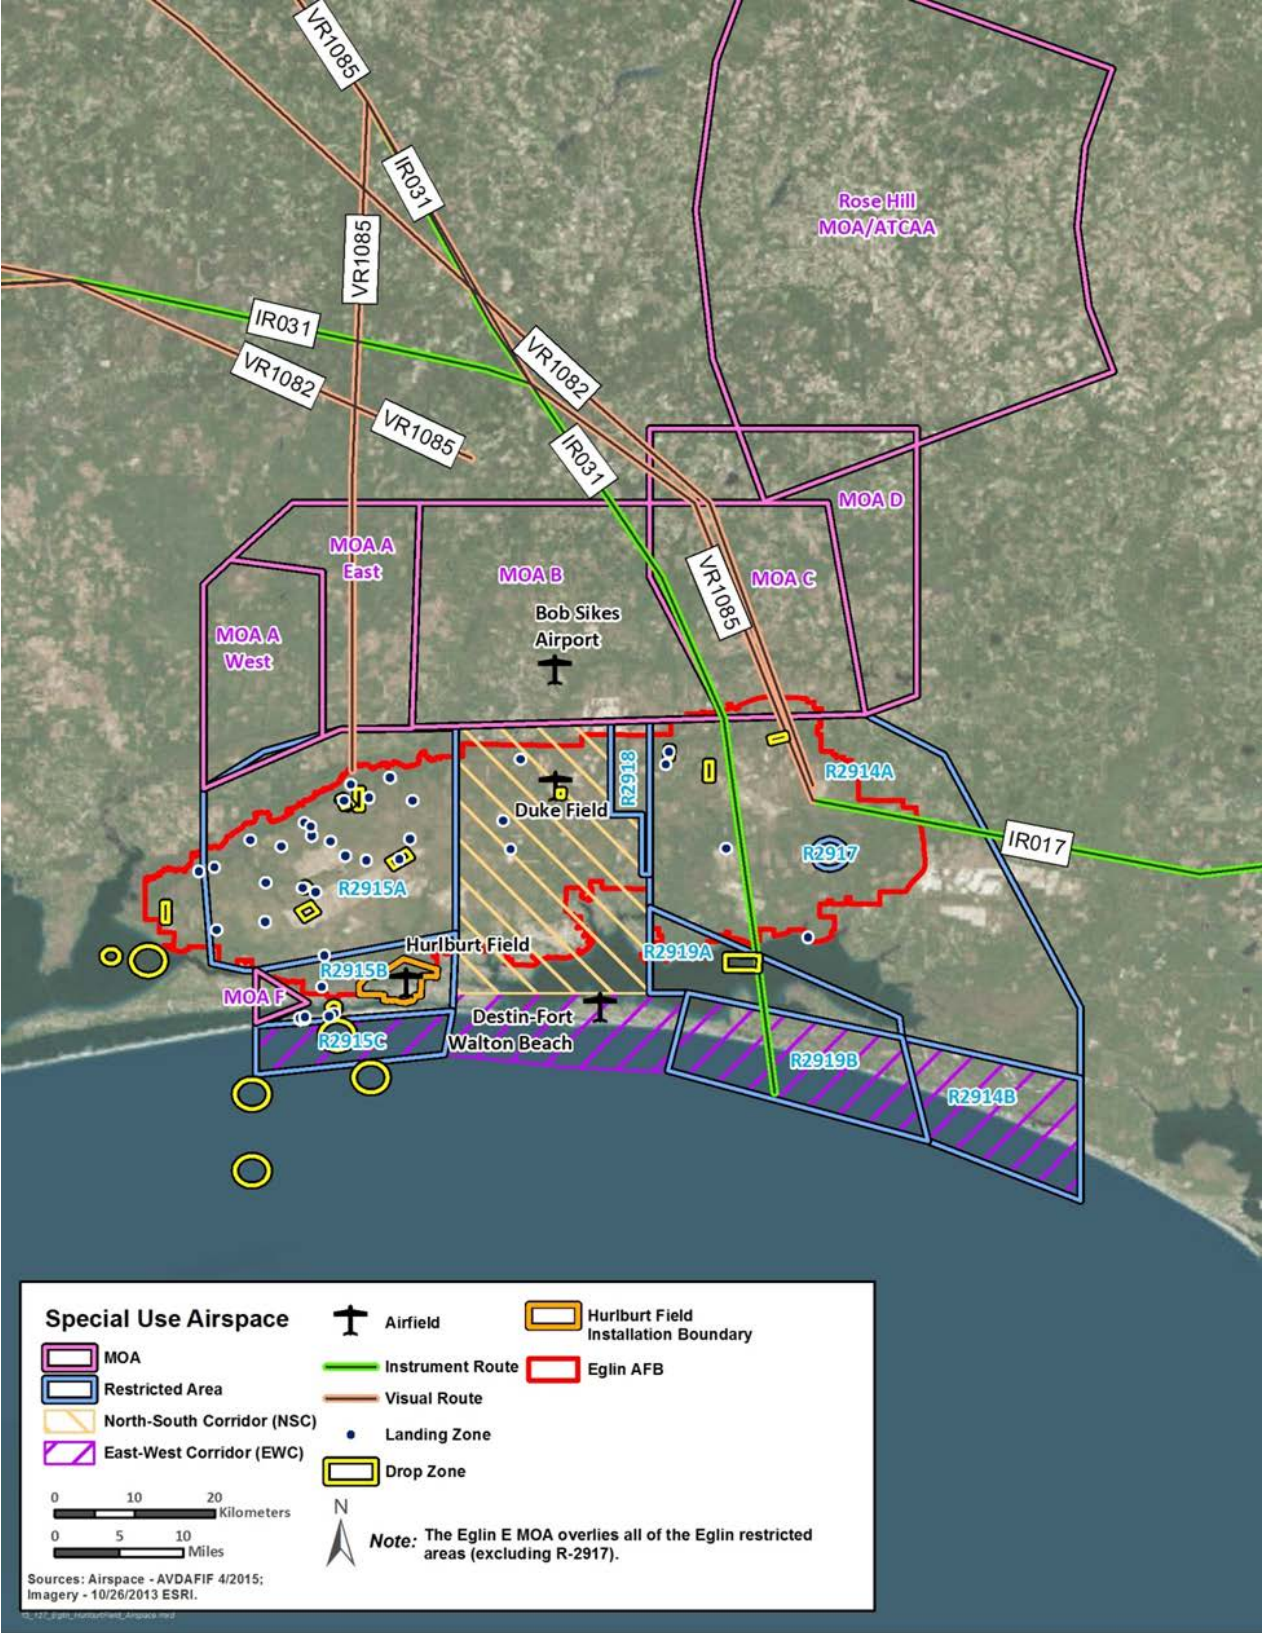 VR1085
IR031
VR1085
Rose Hill
MOA/ATCAA
IR031
VR1082
VR1082
VR1085
IR031
MOA D
MOA A
East
MOA B
MOA C
VR1085
Bob Sikes
Airport
MOA A
West
R2918
R2914A
Duke Field
IR017
R2917
R2915A
Hurlburt Field
R2919A
R2915B
MOA F
Destin-Fort
Walton Beach
R2915C
R2919B
R2914B
Special Use Airspace
MOA
Restricted Area
North-South Corridor (NSC)
East-West Corridor (EWC)
Airfield
Instrument Route
Visual Route
Landing Zone
Drop Zone
Hurlburt Field
Installation Boundary
Eglin AFB
0 10 20
Kilometers
0 5 10
Miles
N
Note: The Eglin E MOA overlies all of the Eglin restricted
areas (excluding R-2917).
Sources: Airspace - AVDAFIF 4/2015;
Imagery - 10/26/2013 ESRI.